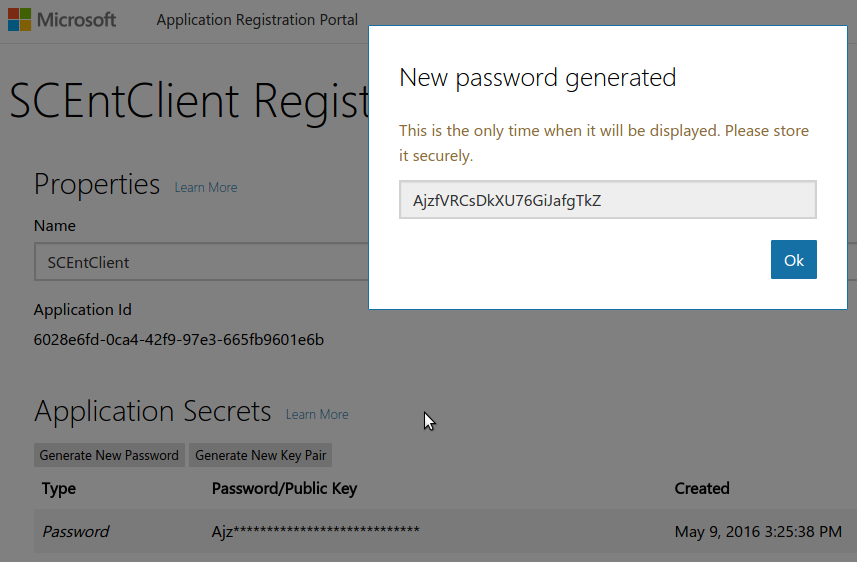 Microsoft
Application Registration Portal
SCEntClient Regist
New password generated
This is the only time when it will be displayed. Please store
it securely.
AjzfVRCsDkXU76GiJafgTkZ
Ok
Properties
Learn More
Name
SCEntClient
Application Id
6028e6fd-0ca4-42f9-97e3-665fb9601e6b
Application Secrets
Learn More
Generate New Password
Generate New Key Pair
Type Password/Public Key Created
Password Ajz**************************** May 9, 2016 3:25:38 PM